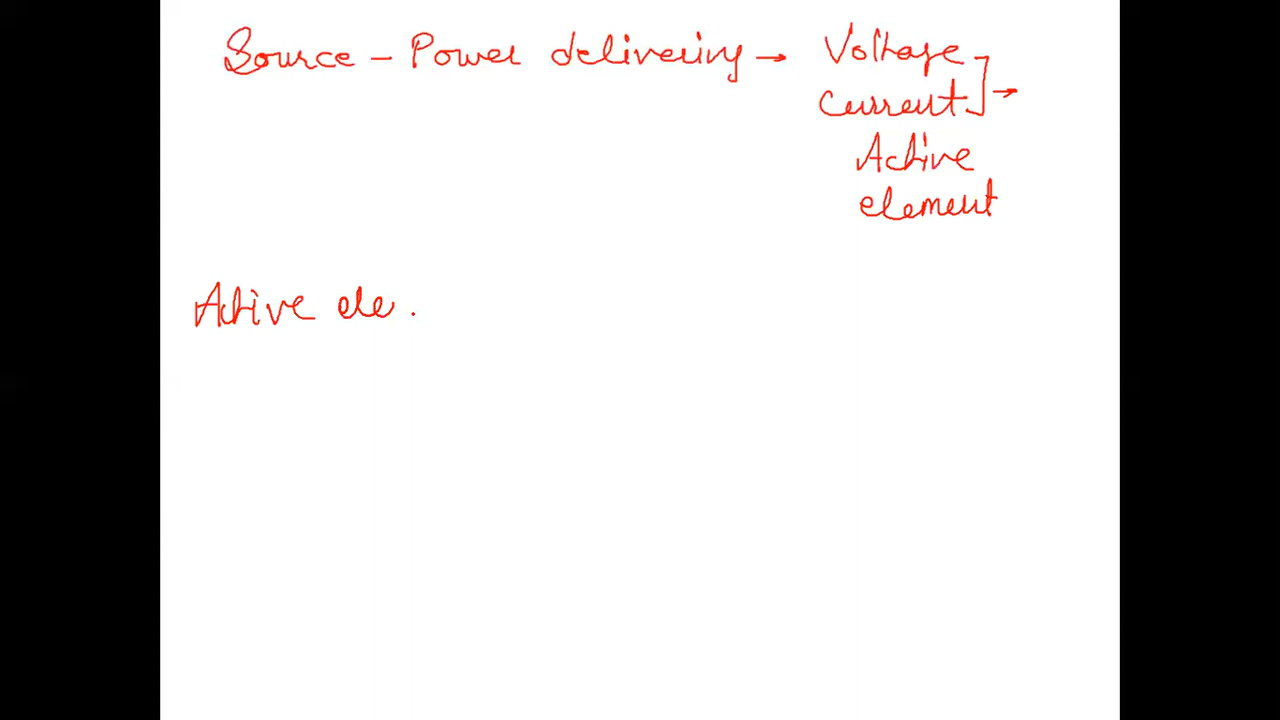 Source - Power delivering → Voltage
Current →
Active
element
Active ele.